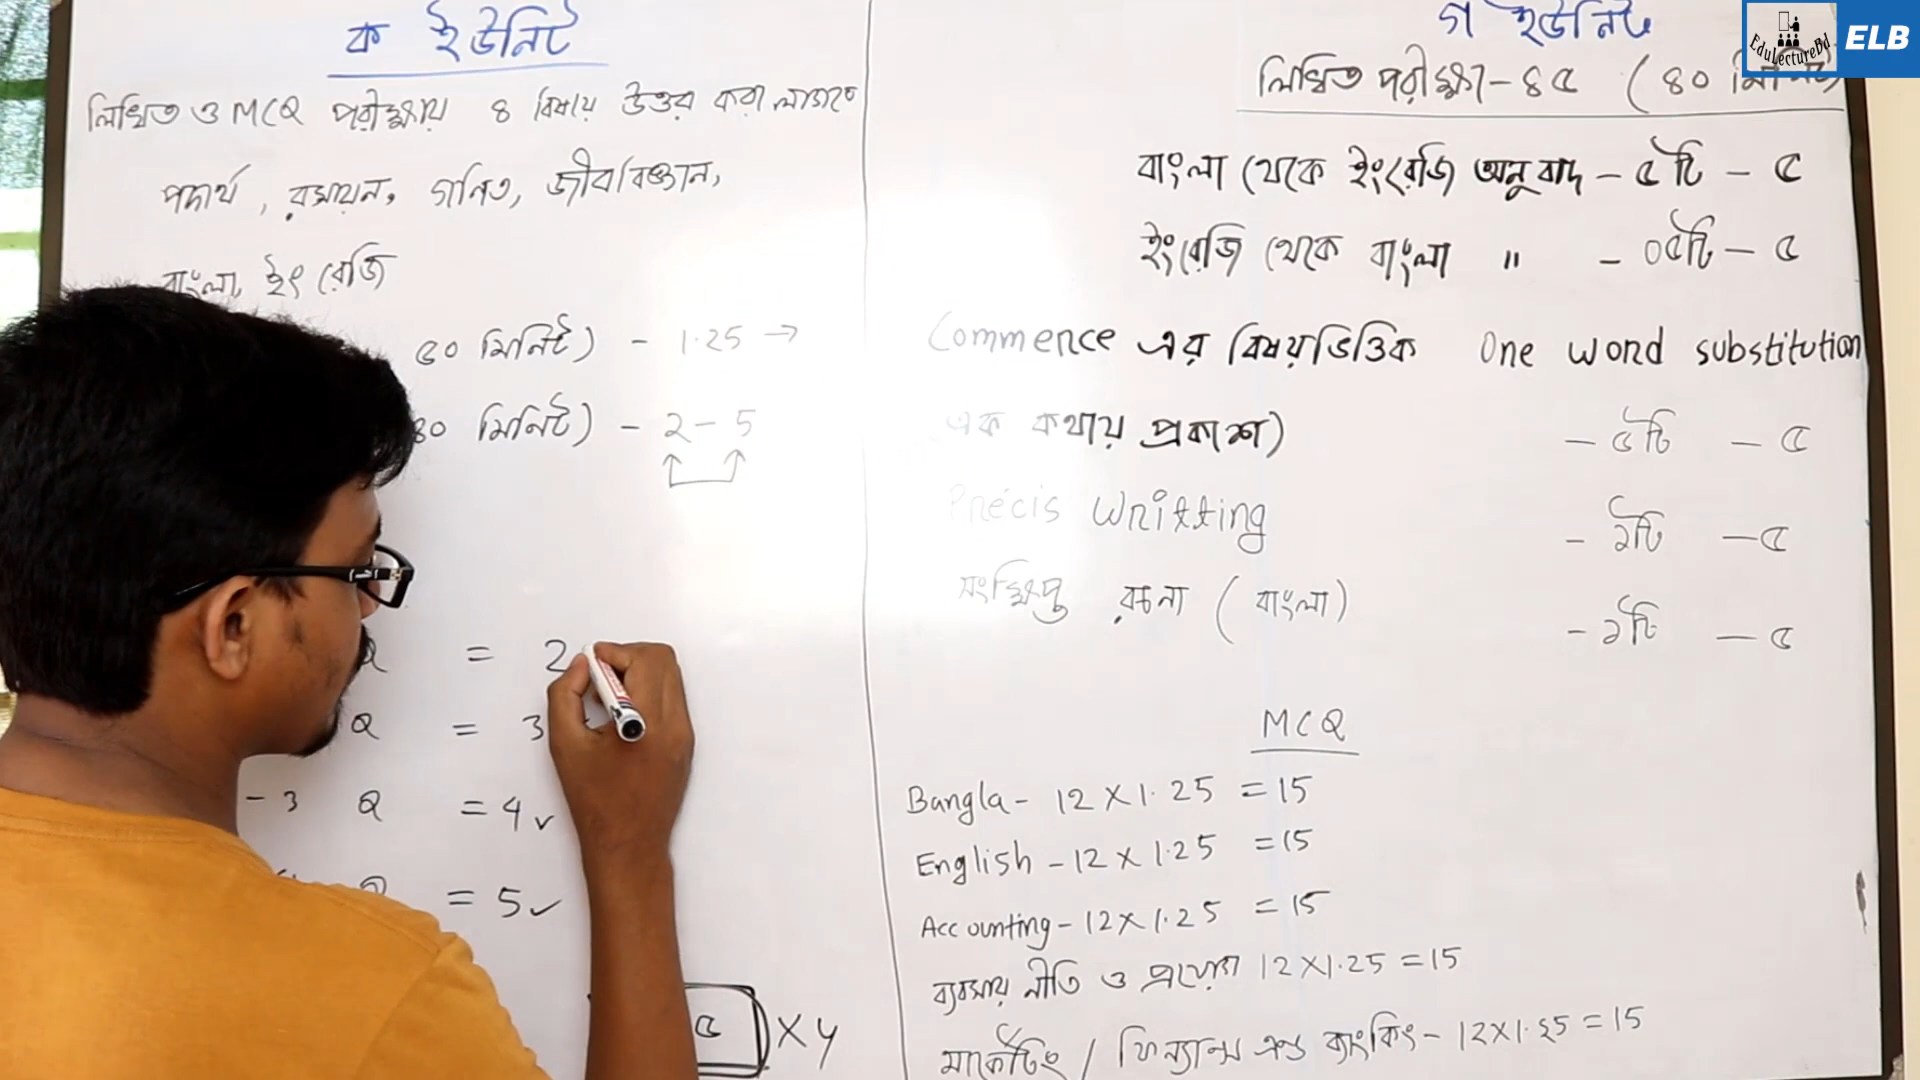 ক ইউনিট
লিখিত ও MCQ পরীক্ষায় ৪ বিষয়ে উত্তর করা লাগবে
পদার্থ, রসায়ন, গনিত, জীববিজ্ঞান,
বাংলা, ইংরেজি
৫০ মিনিট) - 1.25 →
৪০ মিনিট) - 2 - 5
= 2
Q = 3
- 3 Q = 4 ✓
= 5 ✓
৫ ) X y
গ ইউনিট
লিখিত পরীক্ষা - ৪৫ (৪০ মিনিট)
বাংলা থেকে ইংরেজি অনুবাদ - ৫টি - ৫
ইংরেজি থেকে বাংলা " - ০৫টি - ৫
Commence এর বিষয়ভিত্তিক One word substitution
এক কথায় প্রকাশ) - ৫টি - ৫
Précis Writting - ১টি - ৫
সংক্ষিপ্ত রচনা (বাংলা) - ১টি - ৫
MCQ
Bangla - 12 X 1.25 = 15
English - 12 X 1.25 = 15
Accounting - 12 X 1.25 = 15
ব্যবসায় নীতি ও প্রয়োগ 12 X 1.25 = 15
মার্কেটিং / ফিন্যান্স এন্ড ব্যাংকিং - 12 X 1.25 = 15
EduLectureBd ELB